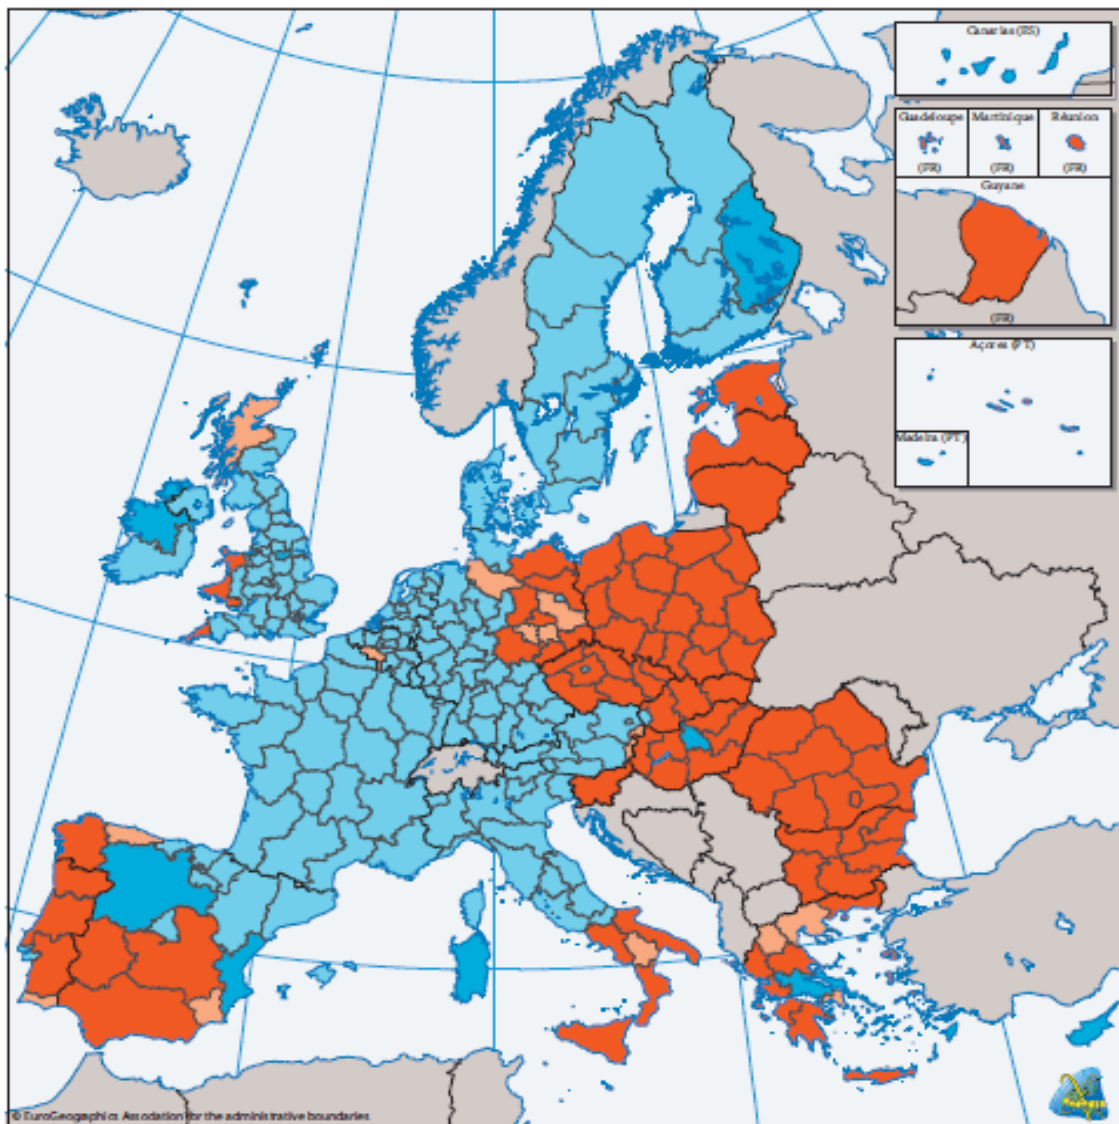 Canarias (ES)
Guadeloupe
Martinique
Réunion
(FR)
(FR)
(FR)
Guyane
(FR)
Açores (PT)
Madeira (PT)
© EuroGeographics Association for the administrative boundaries